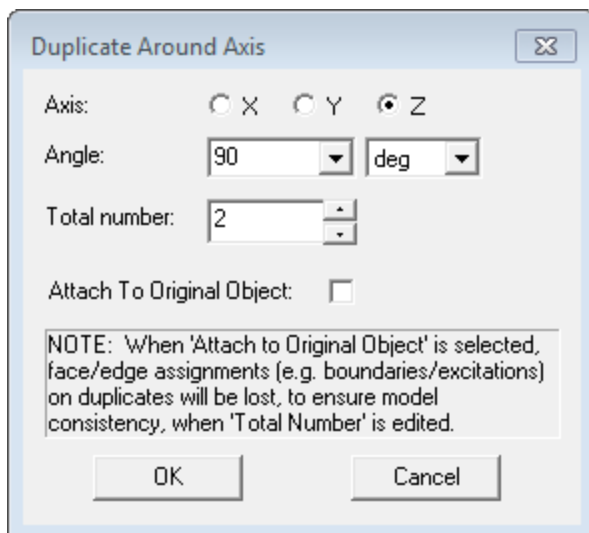 Duplicate Around Axis
Axis: X Y Z
Angle: 90 deg
Total number: 2
Attach To Original Object:
NOTE: When 'Attach to Original Object' is selected,
face/edge assignments (e.g. boundaries/excitations)
on duplicates will be lost, to ensure model
consistency, when 'Total Number' is edited.
OK Cancel